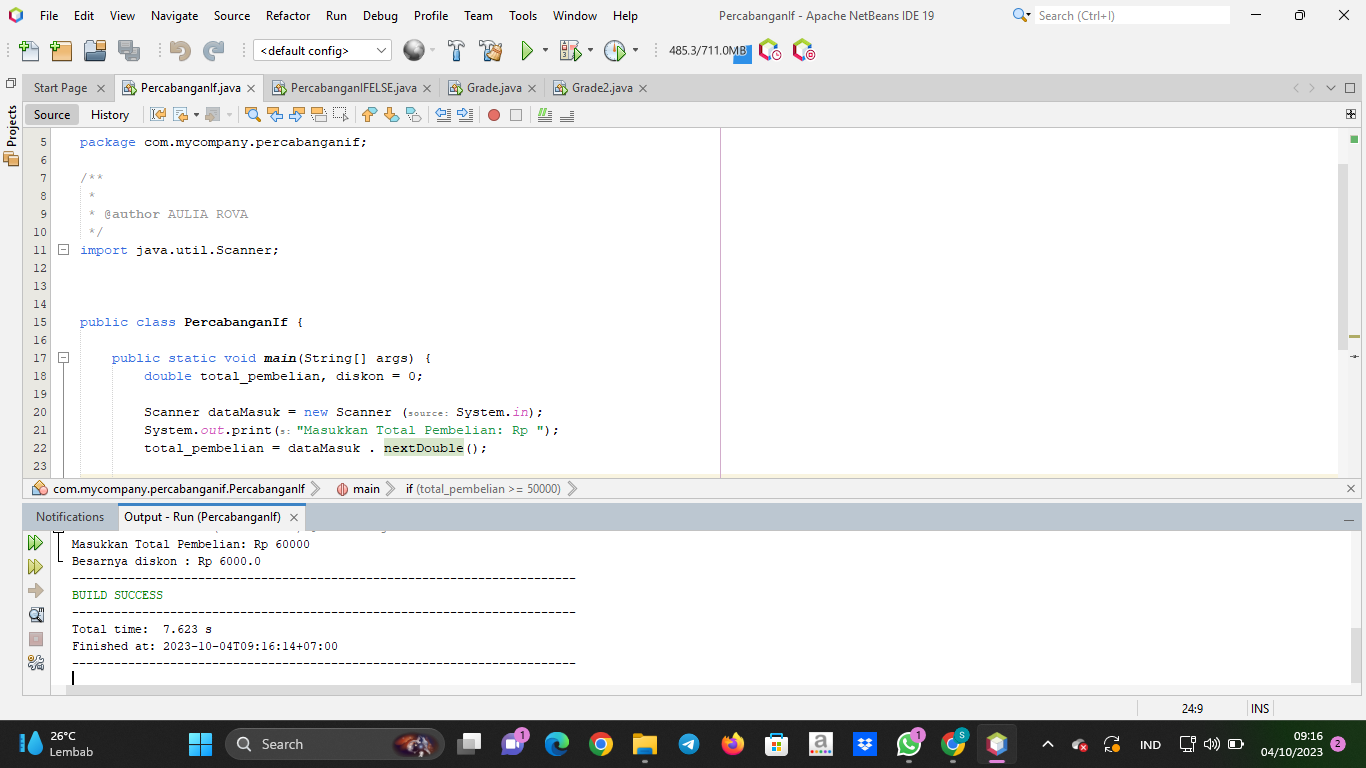 File Edit View Navigate Source Refactor Run Debug Profile Team Tools Window Help
PercabanganIf - Apache NetBeans IDE 19
Search (Ctrl+I)
<default config>
485.3/711.0MB
Projects
Start Page
PercabanganIf.java
PercabanganIFELSE.java
Grade.java
Grade2.java
Source History
5 package com.mycompany.percabanganif;
6
7 /**
8 *
9 * @author AULIA ROVA
10 */
11 import java.util.Scanner;
12
13
14
15 public class PercabanganIf {
16
17 public static void main(String[] args) {
18 double total_pembelian, diskon = 0;
19
20 Scanner dataMasuk = new Scanner (source: System.in);
21 System.out.print(s: "Masukkan Total Pembelian: Rp ");
22 total_pembelian = dataMasuk . nextDouble();
23
com.mycompany.percabanganif.PercabanganIf main if (total_pembelian >= 50000)
Notifications Output - Run (PercabanganIf)
Masukkan Total Pembelian: Rp 60000
Besarnya diskon : Rp 6000.0
------------------------------------------------------------------------
BUILD SUCCESS
------------------------------------------------------------------------
Total time: 7.623 s
Finished at: 2023-10-04T09:16:14+07:00
------------------------------------------------------------------------
24:9 INS
26°C
Lembab
Search
1
a
1
S
IND
09:16
04/10/2023
2